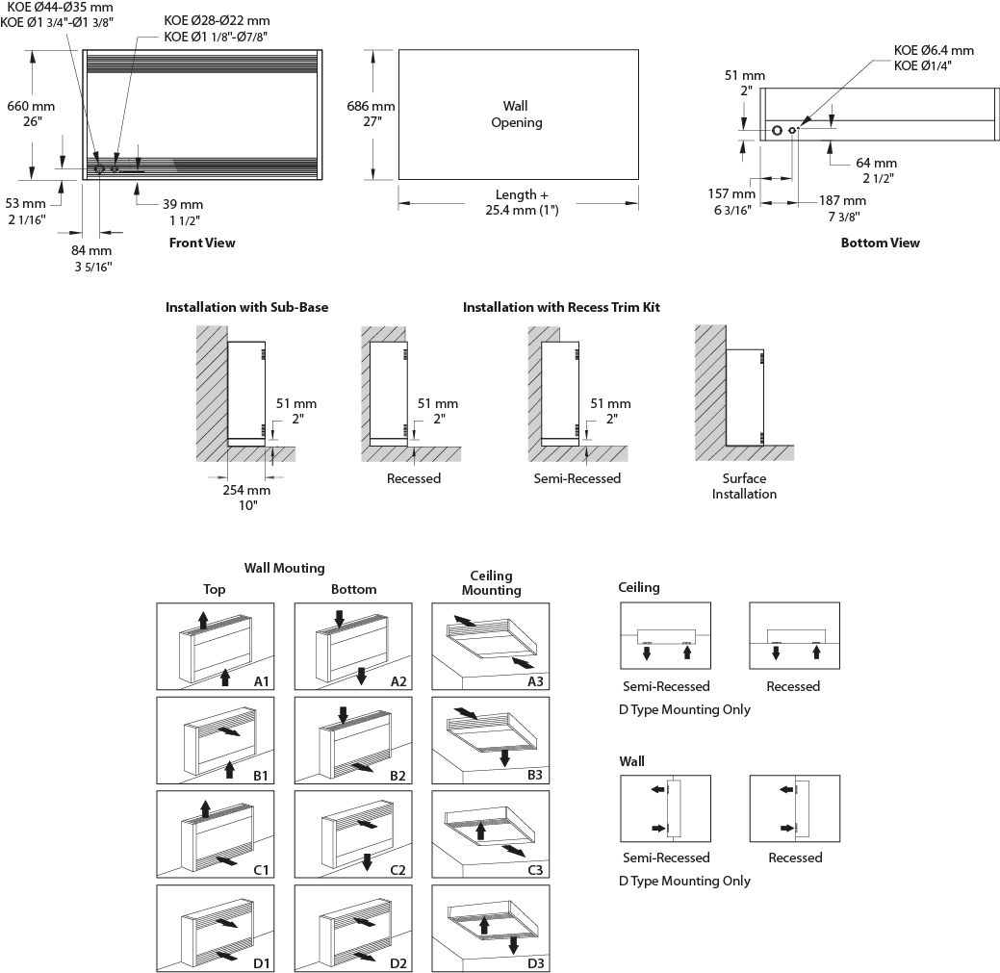 KOE Ø44-Ø35 mm
KOE Ø1 3/4"-Ø1 3/8"
KOE Ø28-Ø22 mm
KOE Ø1 1/8"-Ø7/8"
660 mm
26"
53 mm
2 1/16"
39 mm
1 1/2"
84 mm
3 5/16"
Front View
686 mm
27"
Wall
Opening
Length +
25.4 mm (1")
KOE Ø6.4 mm
KOE Ø1/4"
51 mm
2"
64 mm
2 1/2"
157 mm
6 3/16"
187 mm
7 3/8"
Bottom View
Installation with Sub-Base
Installation with Recess Trim Kit
51 mm
2"
254 mm
10"
51 mm
2"
Recessed
51 mm
2"
Semi-Recessed
Surface
Installation
Wall Mouting
Top
Bottom
Ceiling
Mounting
A1
A2
A3
B1
B2
B3
C1
C2
C3
D1
D2
D3
Ceiling
Semi-Recessed
Recessed
D Type Mounting Only
Wall
Semi-Recessed
Recessed
D Type Mounting Only